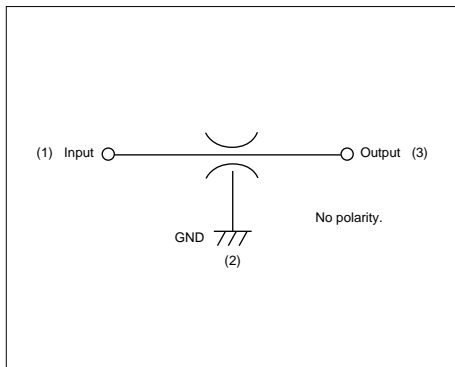 (1) Input Output (3)
No polarity.
GND
(2)